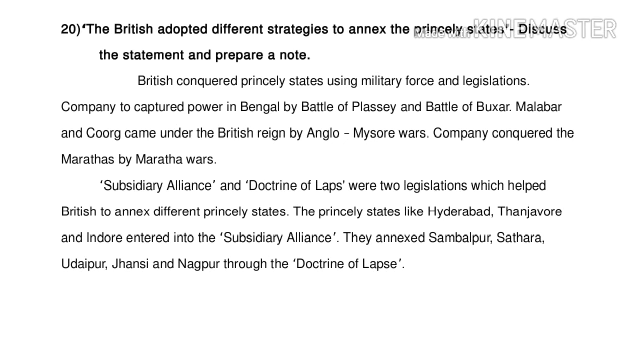 20)‘The British adopted different strategies to annex the princely states’- Discuss
the statement and prepare a note.
British conquered princely states using military force and legislations.
Company to captured power in Bengal by Battle of Plassey and Battle of Buxar. Malabar
and Coorg came under the British reign by Anglo – Mysore wars. Company conquered the
Marathas by Maratha wars.
‘Subsidiary Alliance’ and ‘Doctrine of Laps' were two legislations which helped
British to annex different princely states. The princely states like Hyderabad, Thanjavore
and Indore entered into the ‘Subsidiary Alliance’. They annexed Sambalpur, Sathara,
Udaipur, Jhansi and Nagpur through the ‘Doctrine of Lapse’.
Made with KINEMASTER